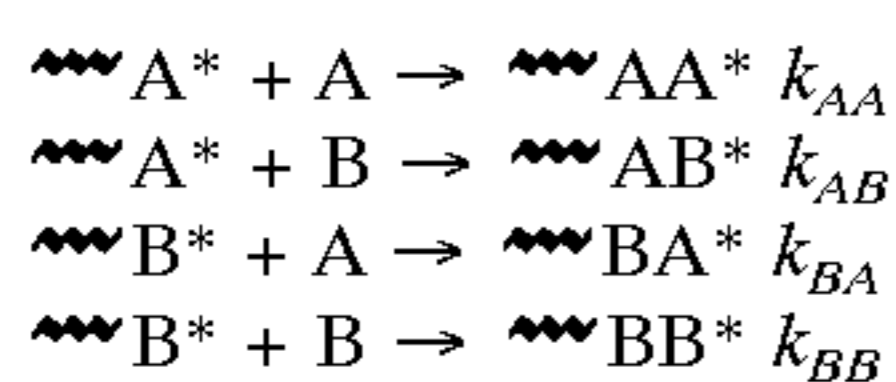 A* + A → AA* k_AA
A* + B → AB* k_AB
B* + A → BA* k_BA
B* + B → BB* k_BB